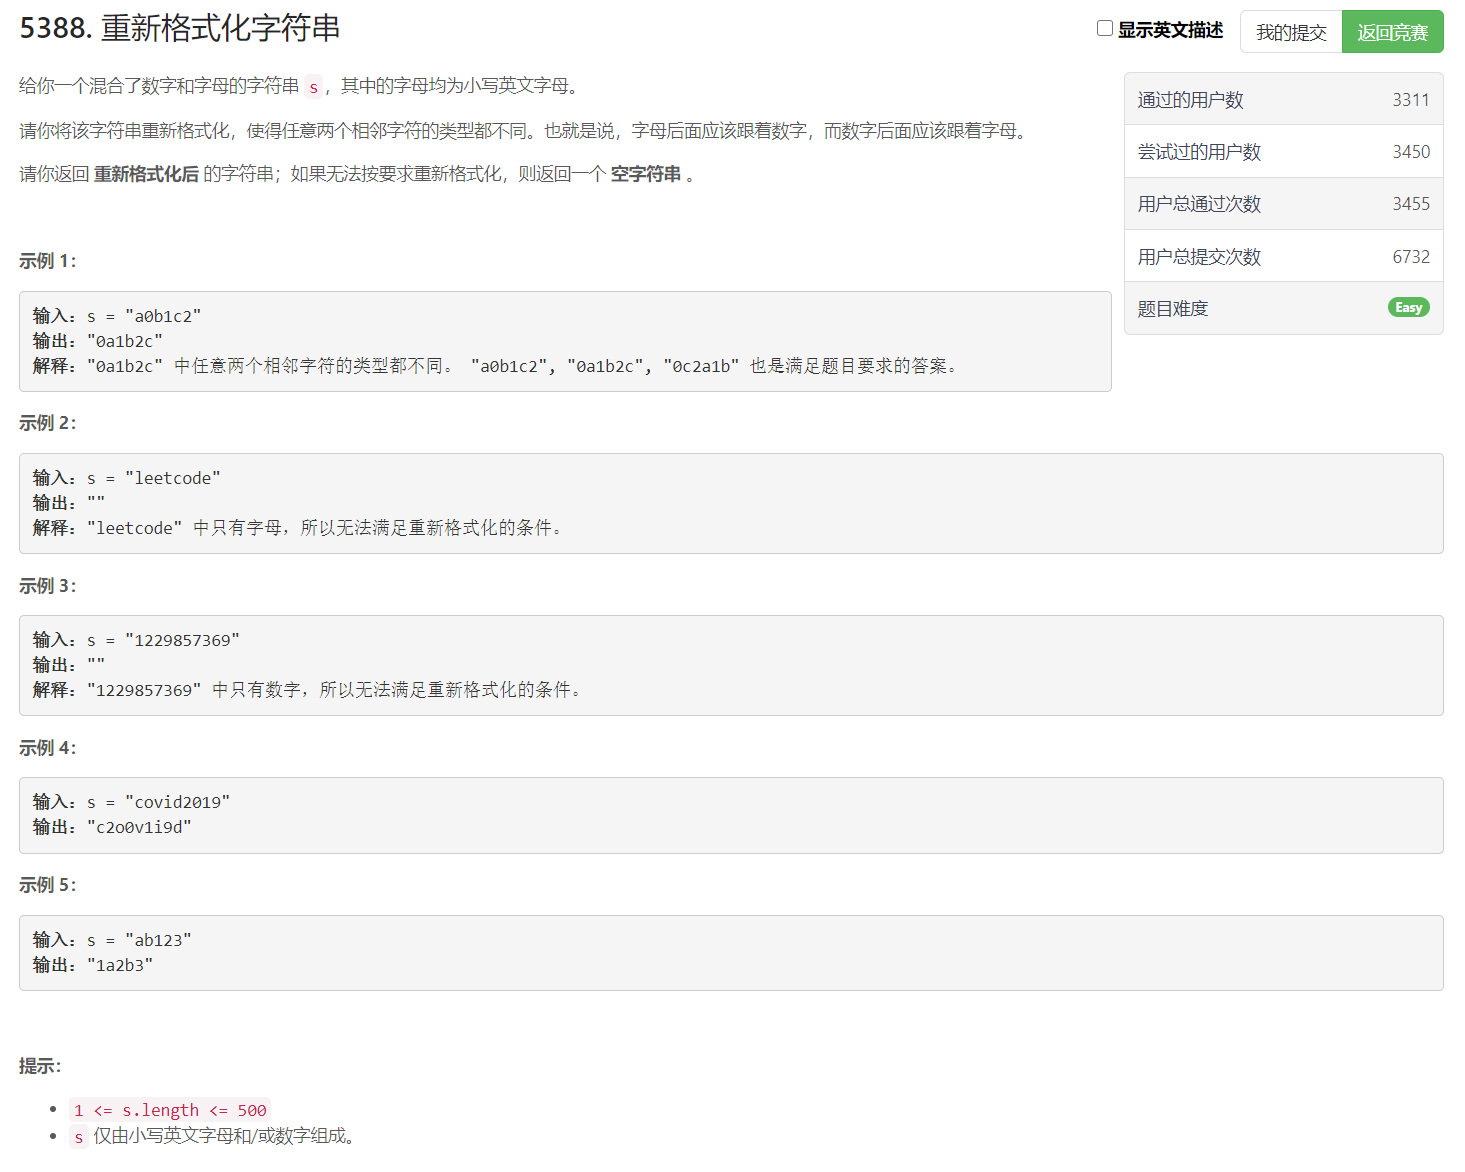 5388. 重新格式化字符串
显示英文描述
我的提交
返回竞赛
给你一个混合了数字和字母的字符串 s，其中的字母均为小写英文字母。
请你将该字符串重新格式化，使得任意两个相邻字符的类型都不同。也就是说，字母后面应该跟着数字，而数字后面应该跟着字母。
请你返回 重新格式化后 的字符串；如果无法按要求重新格式化，则返回一个 空字符串 。
通过的用户数 3311
尝试过的用户数 3450
用户总通过次数 3455
用户总提交次数 6732
题目难度 Easy
示例 1：
输入：s = "a0b1c2"
输出："0a1b2c"
解释："0a1b2c" 中任意两个相邻字符的类型都不同。 "a0b1c2", "0a1b2c", "0c2a1b" 也是满足题目要求的答案。
示例 2：
输入：s = "leetcode"
输出：""
解释："leetcode" 中只有字母，所以无法满足重新格式化的条件。
示例 3：
输入：s = "1229857369"
输出：""
解释："1229857369" 中只有数字，所以无法满足重新格式化的条件。
示例 4：
输入：s = "covid2019"
输出："c2o0v1i9d"
示例 5：
输入：s = "ab123"
输出："1a2b3"
提示：
• 1 <= s.length <= 500
• s 仅由小写英文字母和/或数字组成。